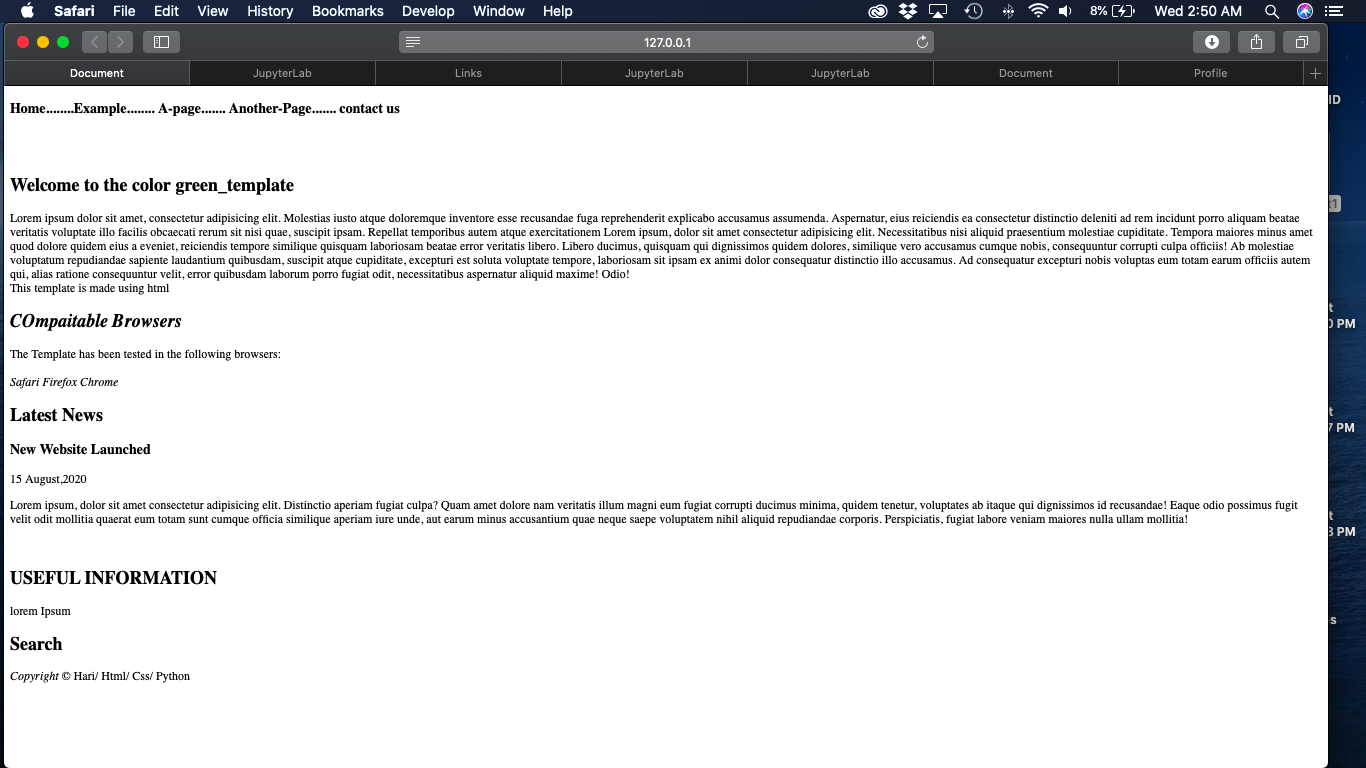 Safari File Edit View History Bookmarks Develop Window Help 8% Wed 2:50 AM
127.0.0.1
Document JupyterLab Links JupyterLab JupyterLab Document Profile
Home........Example........ A-page....... Another-Page....... contact us
Welcome to the color green_template
Lorem ipsum dolor sit amet, consectetur adipisicing elit. Molestias iusto atque doloremque inventore esse recusandae fuga reprehenderit explicabo accusamus assumenda. Aspernatur, eius reiciendis ea consectetur distinctio deleniti ad rem incidunt porro aliquam beatae
veritatis voluptate illo facilis obcaecati rerum sit nisi quae, suscipit ipsam. Repellat temporibus autem atque exercitationem Lorem ipsum, dolor sit amet consectetur adipisicing elit. Necessitatibus nisi aliquid praesentium molestiae cupiditate. Tempora maiores minus amet
quod dolore quidem eius a eveniet, reiciendis tempore similique quisquam laboriosam beatae error veritatis libero. Libero ducimus, quisquam qui dignissimos quidem dolores, similique vero accusamus cumque nobis, consequuntur corrupti culpa officiis! Ab molestiae
voluptatum repudiandae sapiente laudantium quibusdam, suscipit atque cupiditate, excepturi est soluta voluptate tempore, laboriosam sit ipsam ex animi dolor consequatur distinctio illo accusamus. Ad consequatur excepturi nobis voluptas eum totam earum officiis autem
qui, alias ratione consequuntur velit, error quibusdam laborum porro fugiat odit, necessitatibus aspernatur aliquid maxime! Odio!
This template is made using html
COmpaitable Browsers
The Template has been tested in the following browsers:
Safari Firefox Chrome
Latest News
New Website Launched
15 August,2020
Lorem ipsum, dolor sit amet consectetur adipisicing elit. Distinctio aperiam fugiat culpa? Quam amet dolore nam veritatis illum magni eum fugiat corrupti ducimus minima, quidem tenetur, voluptates ab itaque qui dignissimos id recusandae! Eaque odio possimus fugit
velit odit mollitia quaerat eum totam sunt cumque officia similique aperiam iure unde, aut earum minus accusantium quae neque saepe voluptatem nihil aliquid repudiandae corporis. Perspiciatis, fugiat labore veniam maiores nulla ullam mollitia!
USEFUL INFORMATION
lorem Ipsum
Search
Copyright © Hari/ Html/ Css/ Python